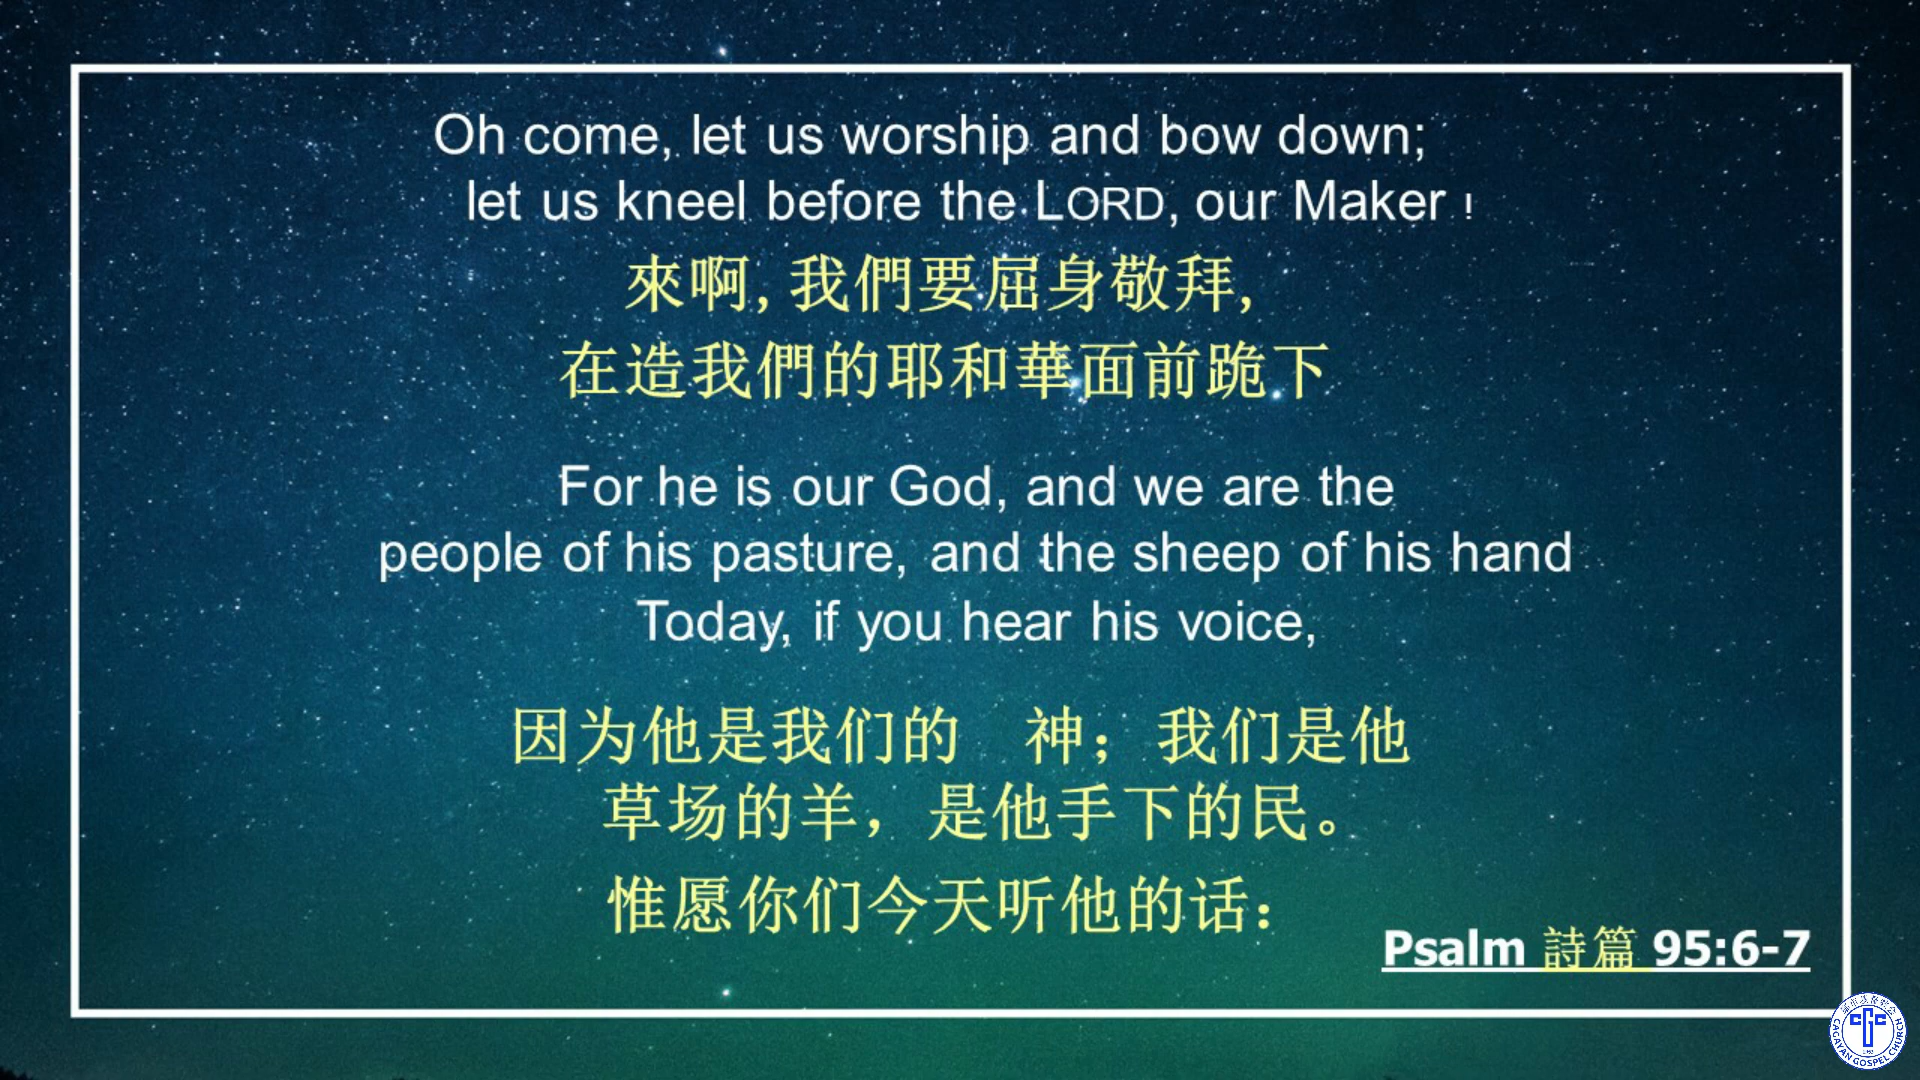 Oh come, let us worship and bow down;
let us kneel before the LORD, our Maker !
來啊,我們要屈身敬拜,
在造我們的耶和華面前跪下
For he is our God, and we are the
people of his pasture, and the sheep of his hand
Today, if you hear his voice,
因为他是我们的　神；我们是他
草场的羊，是他手下的民。
惟愿你们今天听他的话：
Psalm 詩篇 95:6-7
CAGAYAN GOSPEL CHURCH